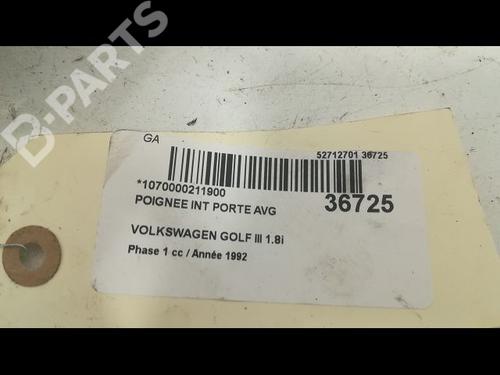 B-PARTS
GA
52712701 36725
*1070000211900
POIGNEE INT PORTE AVG
36725
VOLKSWAGEN GOLF III 1.8i
Phase 1 cc / Année 1992